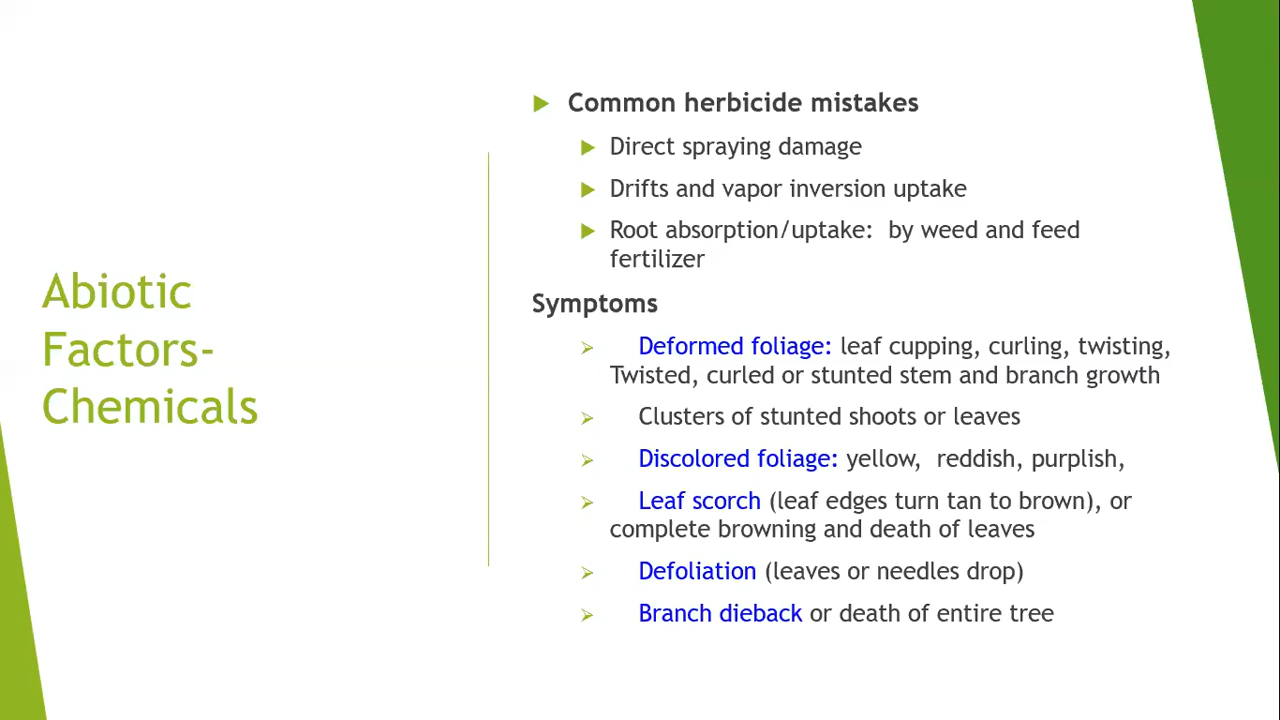 Abiotic
Factors-
Chemicals
Common herbicide mistakes
Direct spraying damage
Drifts and vapor inversion uptake
Root absorption/uptake:  by weed and feed
fertilizer
Symptoms
Deformed foliage: leaf cupping, curling, twisting,
Twisted, curled or stunted stem and branch growth
Clusters of stunted shoots or leaves
Discolored foliage: yellow,  reddish, purplish,
Leaf scorch (leaf edges turn tan to brown), or
complete browning and death of leaves
Defoliation (leaves or needles drop)
Branch dieback or death of entire tree